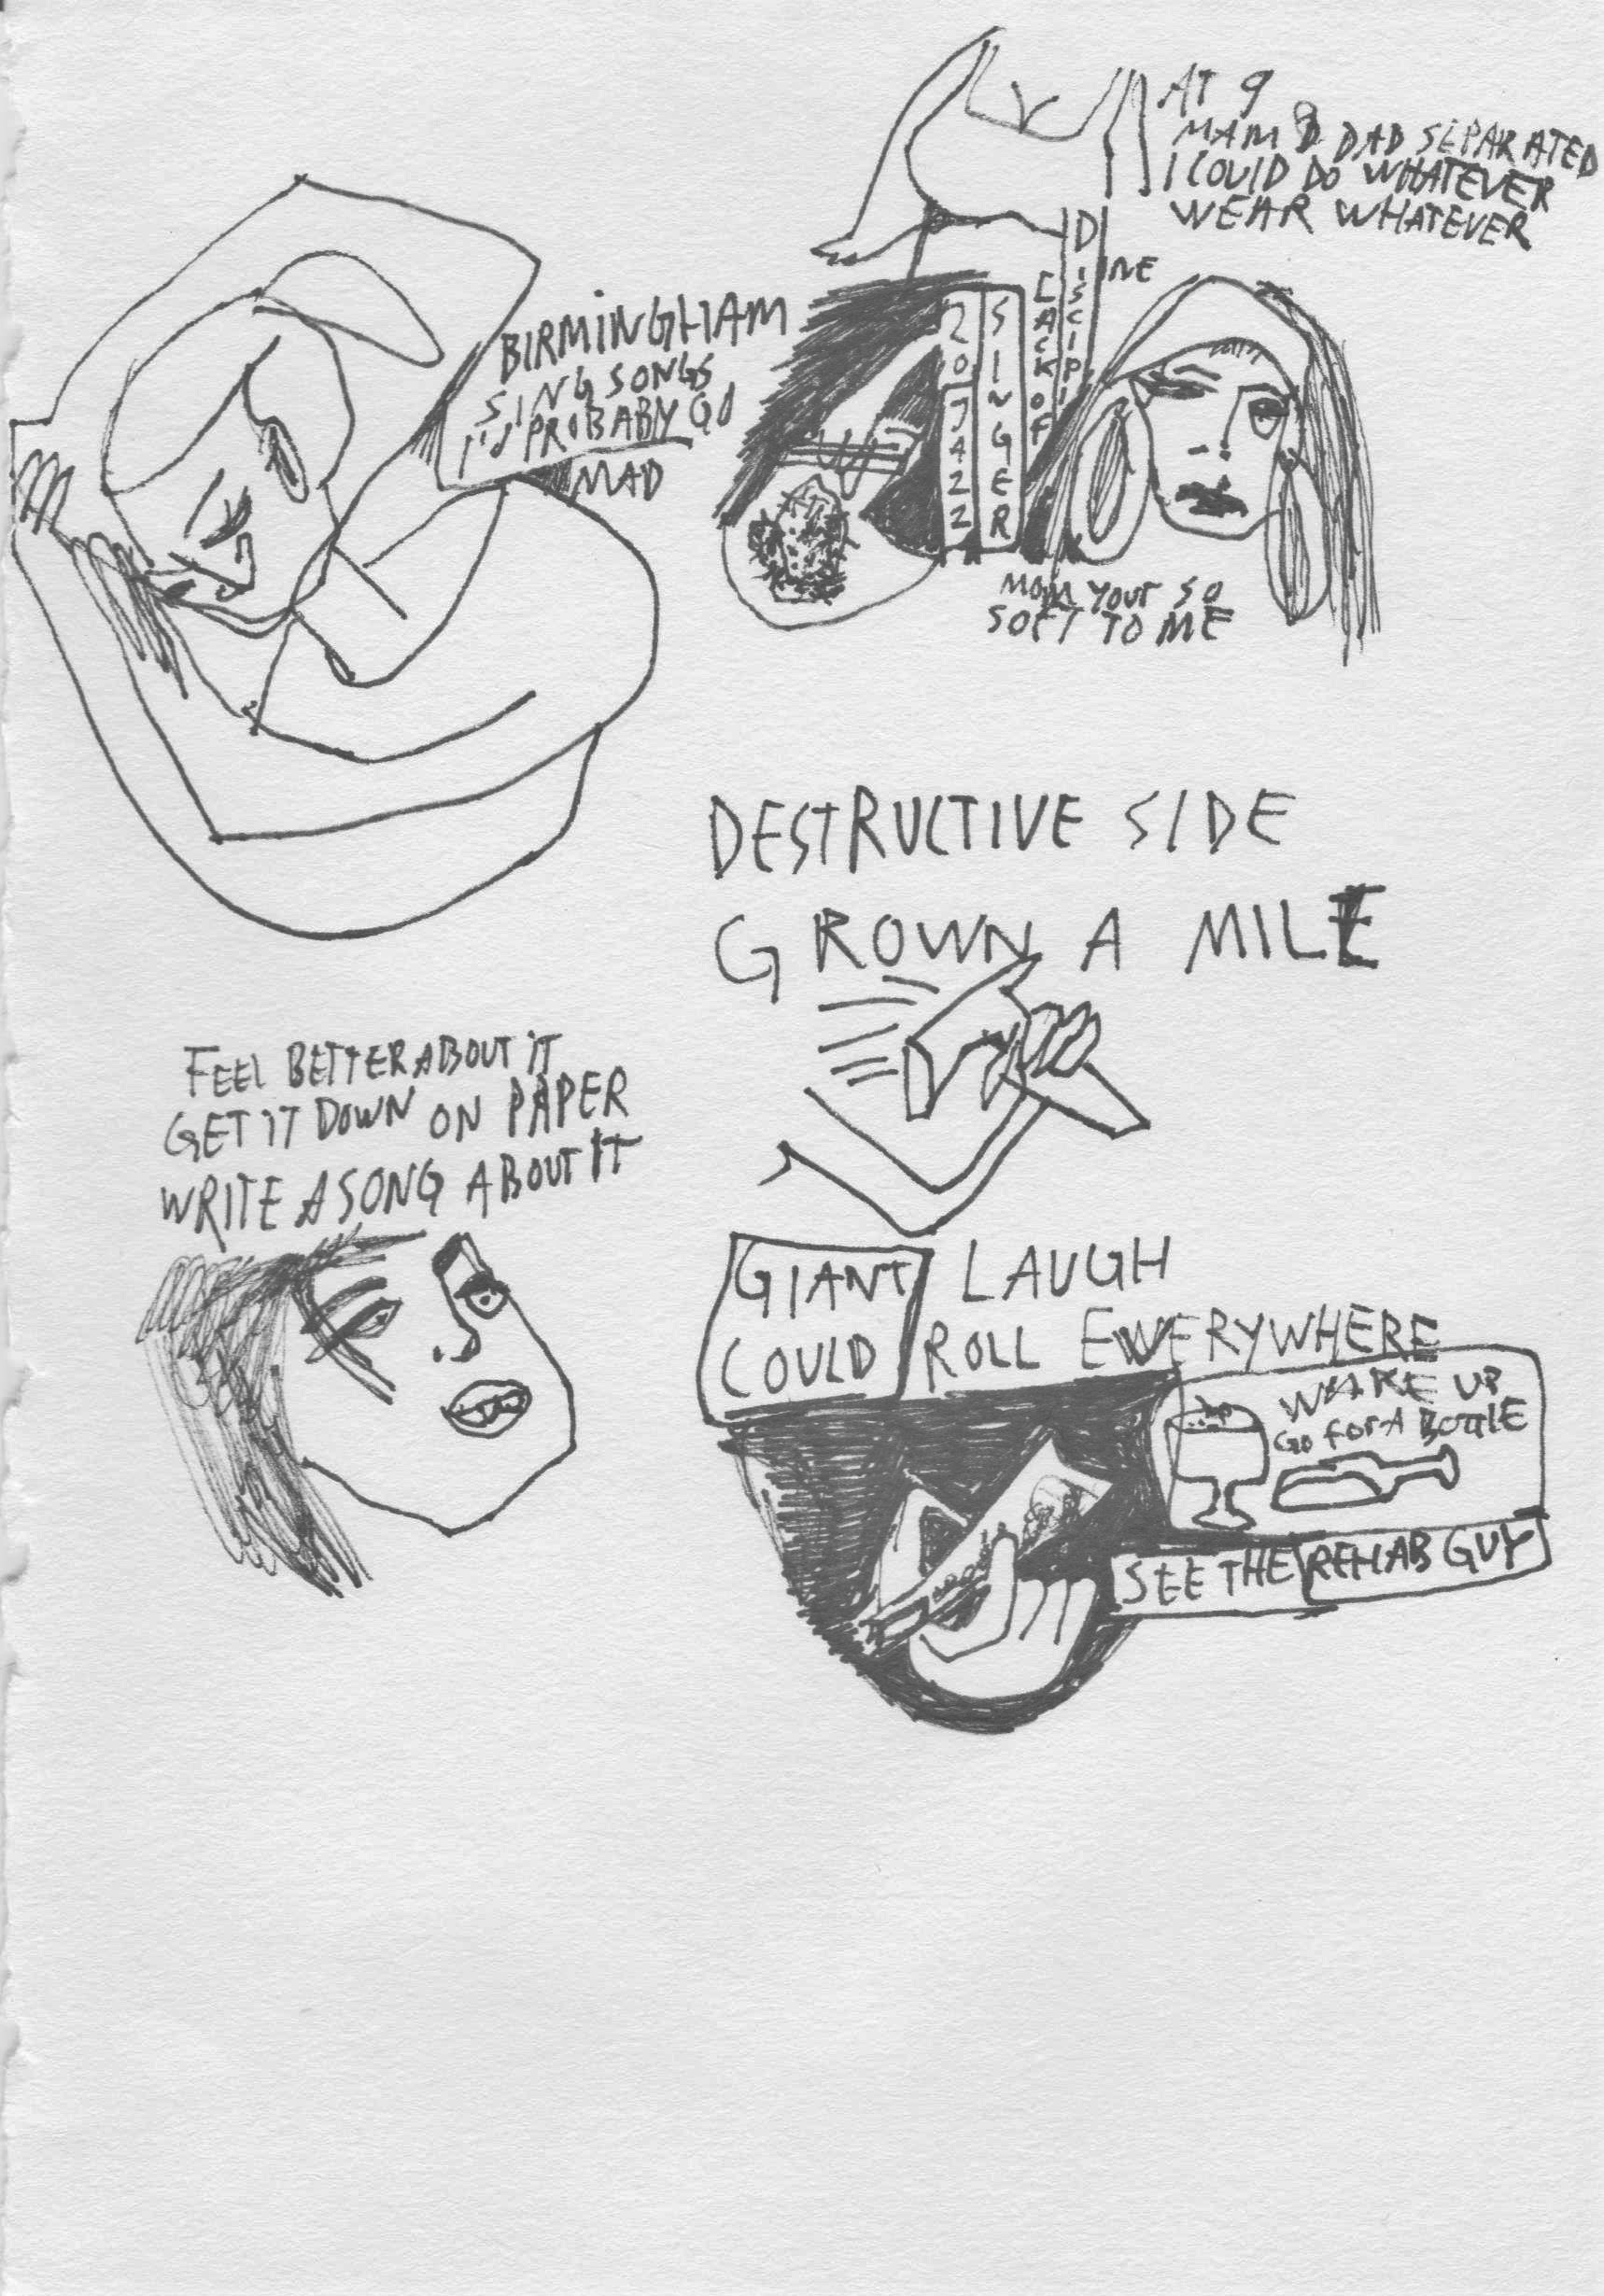 AT 9
MAM & DAD SEPARATED
I COULD DO WHATEVER
WEAR WHATEVER
BIRMINGHAM
SING SONGS
I'D PROBABLY GO
MAD
20 JAZZ
SINGER
LACK OF
DISCIPLINE
MOM YOUR SO
SOFT TO ME
DESTRUCTIVE SIDE
GROWN A MILE
FEEL BETTER ABOUT IT
GET IT DOWN ON PAPER
WRITE A SONG ABOUT IT
GIANT LAUGH
COULD ROLL EVERYWHERE
WAKE UP
GO FOR A BOTTLE
SEE THE REHAB GUY